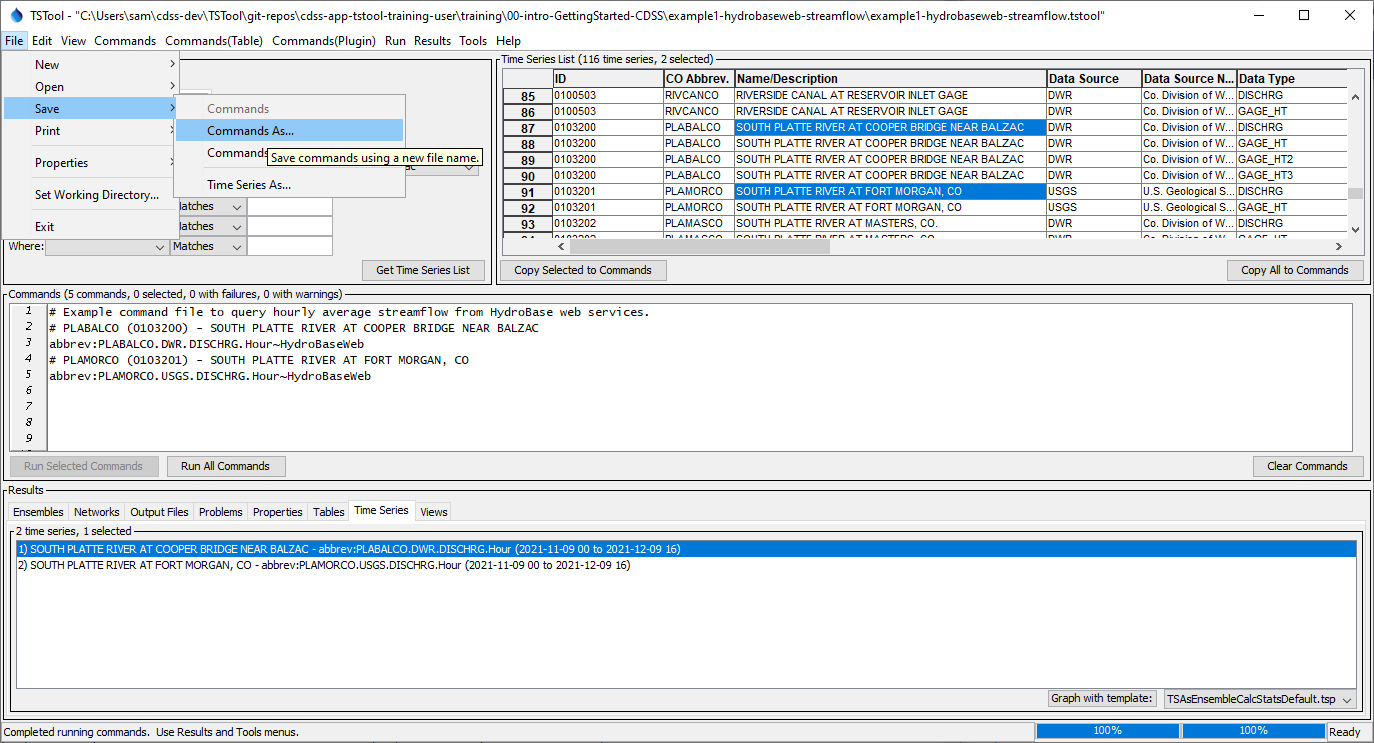 TSTool - "C:\Users\sam\cdss-dev\TSTool\git-repos\cdss-app-tstool-training-user\training\00-intro-GettingStarted-CDSS\example1-hydrobaseweb-streamflow\example1-hydrobaseweb-streamflow.tstool"
File Edit View Commands Commands(Table) Commands(Plugin) Run Results Tools Help
New
Open
Save
Print
Properties
Set Working Directory...
Exit
Commands
Commands As...
Commands
Save commands using a new file name.
Time Series As...
Matches
Matches
Where: Matches
Get Time Series List
Time Series List (116 time series, 2 selected)
ID CO Abbrev. Name/Description Data Source Data Source N... Data Type
85 0100503 RIVCANCO RIVERSIDE CANAL AT RESERVOIR INLET GAGE DWR Co. Division of W... DISCHRG
86 0100503 RIVCANCO RIVERSIDE CANAL AT RESERVOIR INLET GAGE DWR Co. Division of W... GAGE_HT
87 0103200 PLABALCO SOUTH PLATTE RIVER AT COOPER BRIDGE NEAR BALZAC DWR Co. Division of W... DISCHRG
88 0103200 PLABALCO SOUTH PLATTE RIVER AT COOPER BRIDGE NEAR BALZAC DWR Co. Division of W... GAGE_HT
89 0103200 PLABALCO SOUTH PLATTE RIVER AT COOPER BRIDGE NEAR BALZAC DWR Co. Division of W... GAGE_HT2
90 0103200 PLABALCO SOUTH PLATTE RIVER AT COOPER BRIDGE NEAR BALZAC DWR Co. Division of W... GAGE_HT3
91 0103201 PLAMORCO SOUTH PLATTE RIVER AT FORT MORGAN, CO USGS U.S. Geological S... DISCHRG
92 0103201 PLAMORCO SOUTH PLATTE RIVER AT FORT MORGAN, CO USGS U.S. Geological S... GAGE_HT
93 0103202 PLAMASCO SOUTH PLATTE RIVER AT MASTERS, CO. DWR Co. Division of W... DISCHRG
94 0103202 PLAMASCO SOUTH PLATTE RIVER AT MASTERS, CO. DWR Co. Division of W... GAGE_HT
Copy Selected to Commands Copy All to Commands
Commands (5 commands, 0 selected, 0 with failures, 0 with warnings)
1 # Example command file to query hourly average streamflow from HydroBase web services.
2 # PLABALCO (0103200) - SOUTH PLATTE RIVER AT COOPER BRIDGE NEAR BALZAC
3 abbrev:PLABALCO.DWR.DISCHRG.Hour~HydroBaseWeb
4 # PLAMORCO (0103201) - SOUTH PLATTE RIVER AT FORT MORGAN, CO
5 abbrev:PLAMORCO.USGS.DISCHRG.Hour~HydroBaseWeb
6
7
8
9
Run Selected Commands Run All Commands Clear Commands
Results
Ensembles Networks Output Files Problems Properties Tables Time Series Views
2 time series, 1 selected
1) SOUTH PLATTE RIVER AT COOPER BRIDGE NEAR BALZAC - abbrev:PLABALCO.DWR.DISCHRG.Hour (2021-11-09 00 to 2021-12-09 16)
2) SOUTH PLATTE RIVER AT FORT MORGAN, CO - abbrev:PLAMORCO.USGS.DISCHRG.Hour (2021-11-09 00 to 2021-12-09 16)
Graph with template: TSAsEnsembleCalcStatsDefault.tsp
Completed running commands. Use Results and Tools menus. 100% 100% Ready